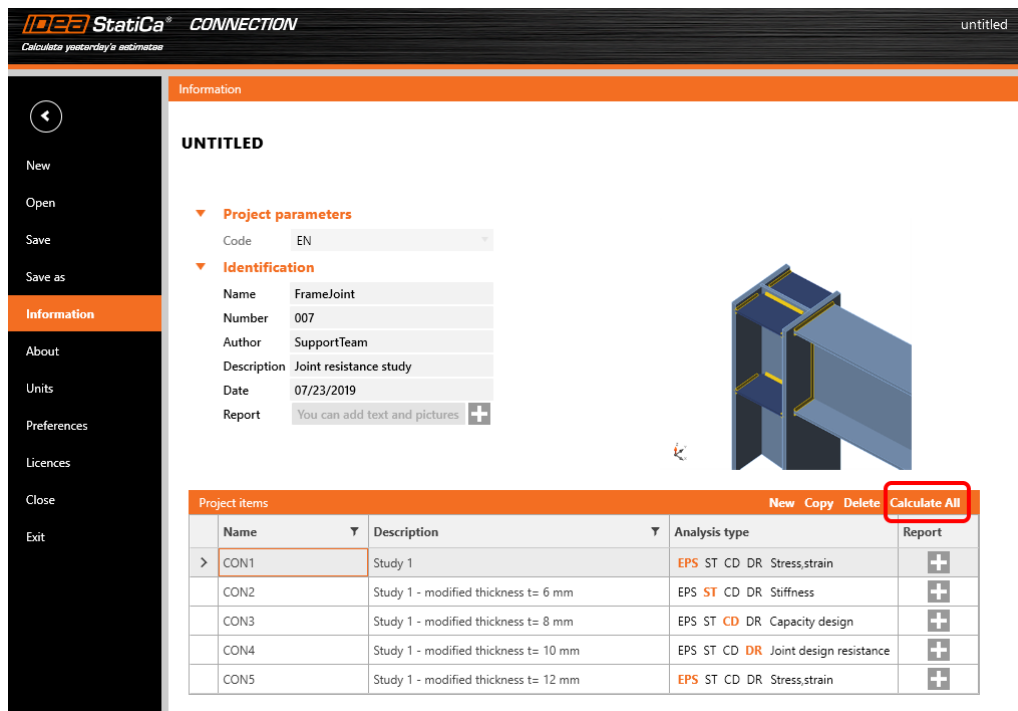 IDEA StatiCa® CONNECTION
untitled
Calculate yesterday's estimates
Information
UNTITLED
New
Open
Save
Save as
Information
About
Units
Preferences
Licences
Close
Exit
Project parameters
Code EN
Identification
Name FrameJoint
Number 007
Author SupportTeam
Description Joint resistance study
Date 07/23/2019
Report You can add text and pictures
Project items New Copy Delete Calculate All
Name Description Analysis type Report
CON1 Study 1 EPS ST CD DR Stress,strain
CON2 Study 1 - modified thickness t= 6 mm EPS ST CD DR Stiffness
CON3 Study 1 - modified thickness t= 8 mm EPS ST CD DR Capacity design
CON4 Study 1 - modified thickness t= 10 mm EPS ST CD DR Joint design resistance
CON5 Study 1 - modified thickness t= 12 mm EPS ST CD DR Stress,strain